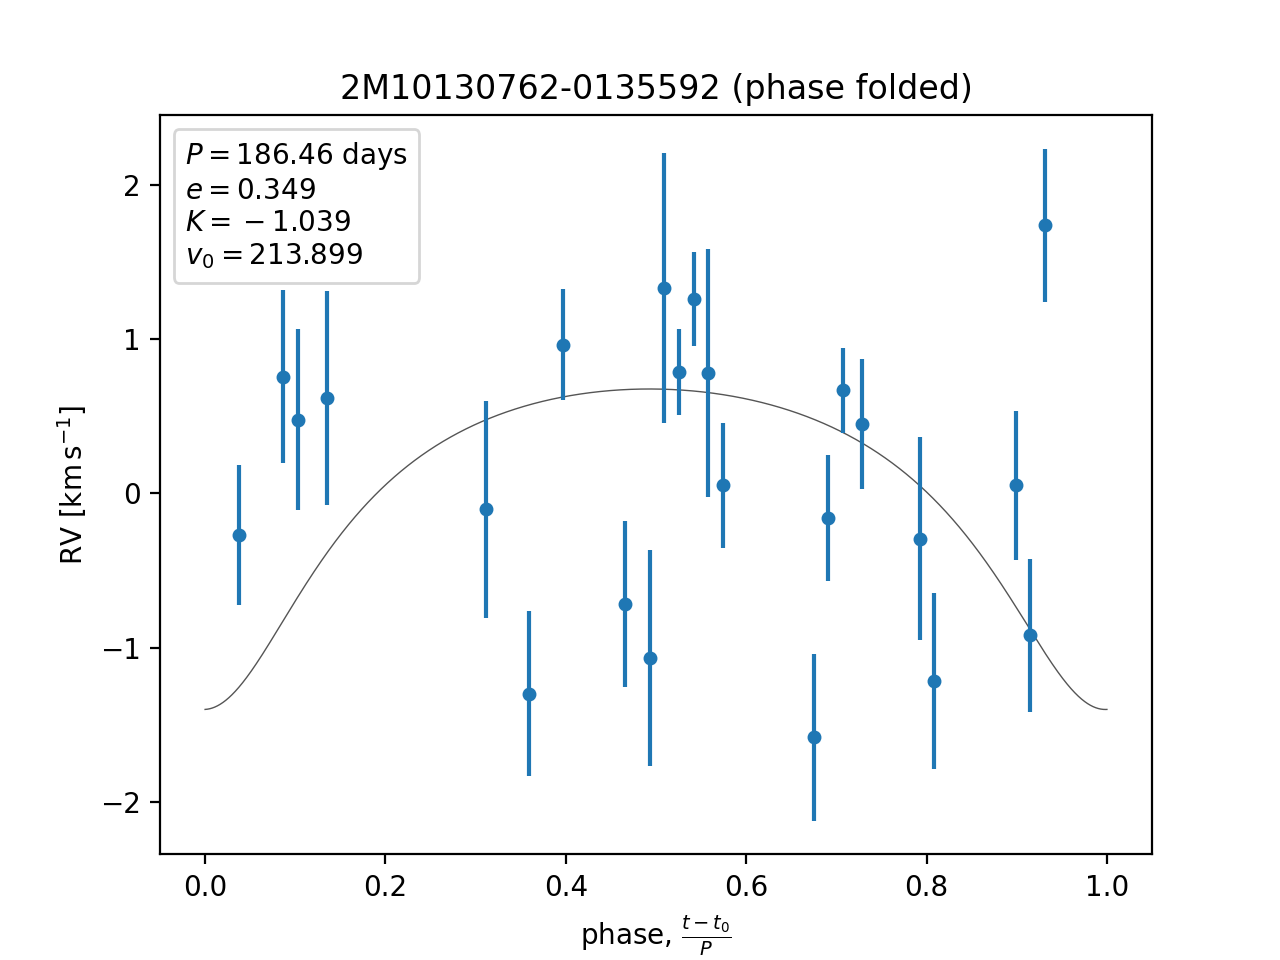 2M10130762-0135592 (phase folded)
P = 186.46 days
e = 0.349
K = −1.039
v₀ = 213.899
2
1
0
−1
−2
RV [km s⁻¹]
0.0 0.2 0.4 0.6 0.8 1.0
phase, (t − t₀)/P